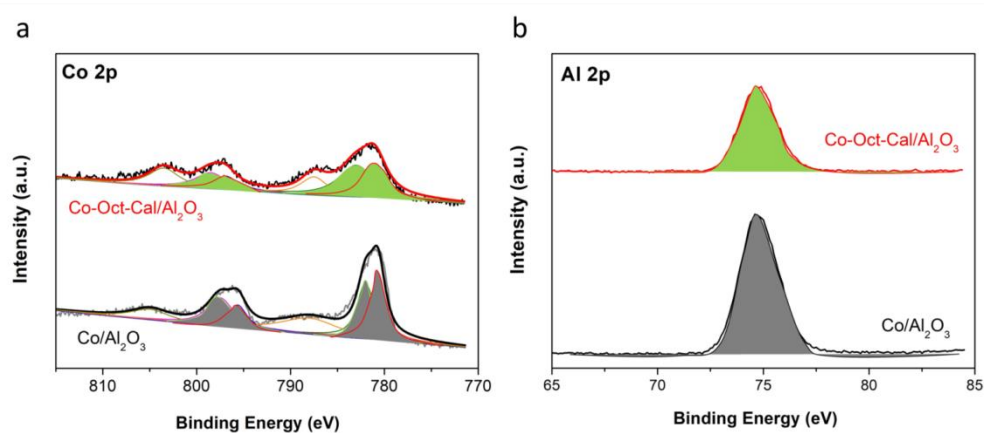 a
Co 2p
Co-Oct-Cal/Al₂O₃
Co/Al₂O₃
Intensity (a.u.)
810 800 790 780 770
Binding Energy (eV)
b
Al 2p
Co-Oct-Cal/Al₂O₃
Co/Al₂O₃
Intensity (a.u.)
65 70 75 80 85
Binding Energy (eV)